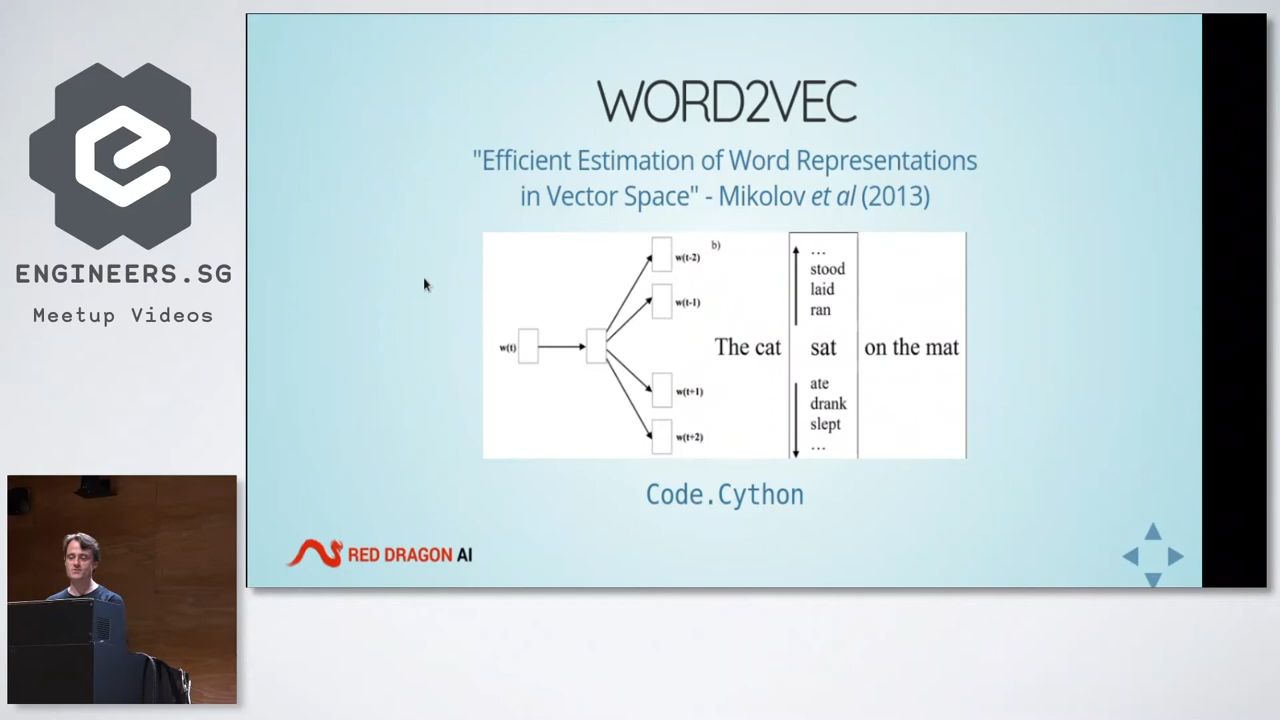 ENGINEERS.SG
Meetup Videos
WORD2VEC
"Efficient Estimation of Word Representations
in Vector Space" - Mikolov et al (2013)
w(t)
w(t-2)
w(t-1)
w(t+1)
w(t+2)
b)
...
stood
laid
ran
The cat sat on the mat
ate
drank
slept
...
Code.Cython
RED DRAGON AI